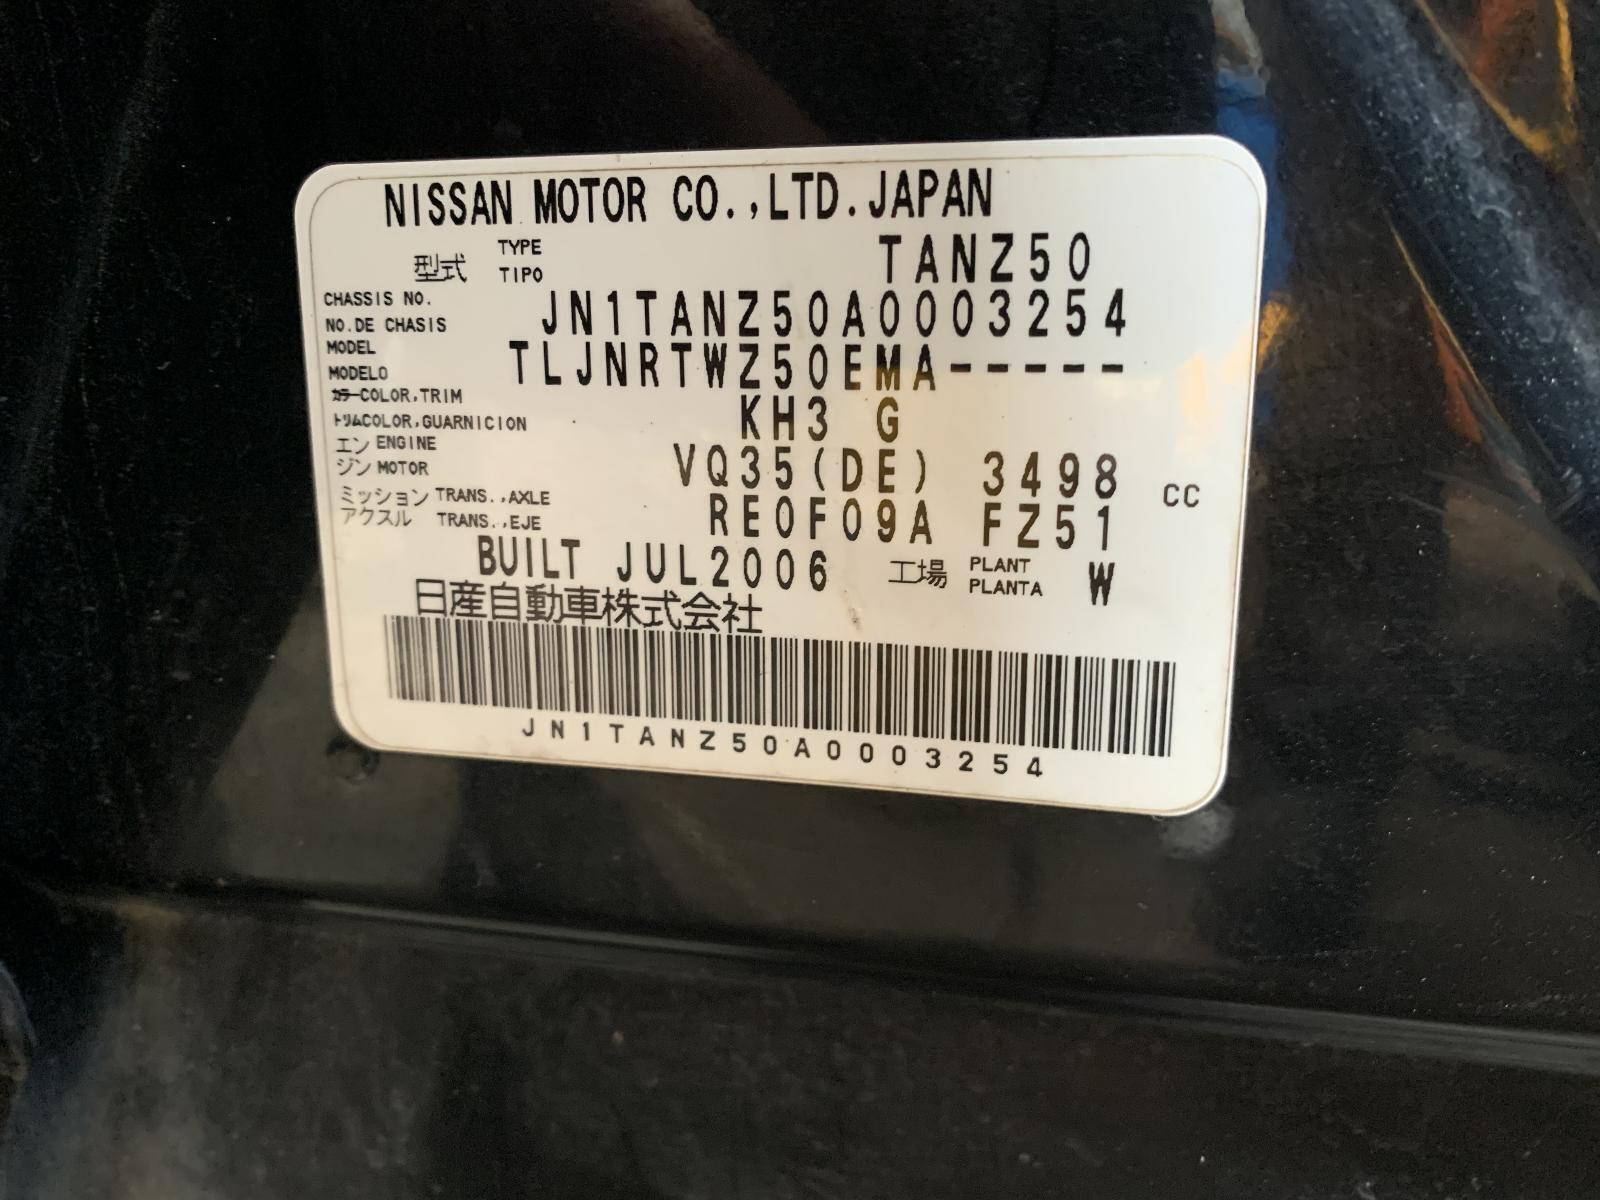 NISSAN MOTOR CO.,LTD.JAPAN
型式 TYPE TIPO TANZ50
CHASSIS NO. NO.DE CHASIS JN1TANZ50A0003254
MODEL MODELO TLJNRTWZ50EMA-----
カラー COLOR,TRIM トリム COLOR,GUARNICION KH3 G
エンジン ENGINE MOTOR VQ35(DE) 3498 CC
ミッション アクスル TRANS.,AXLE TRANS.,EJE RE0F09A FZ51
BUILT JUL2006 工場 PLANT PLANTA W
日産自動車株式会社
JN1TANZ50A0003254